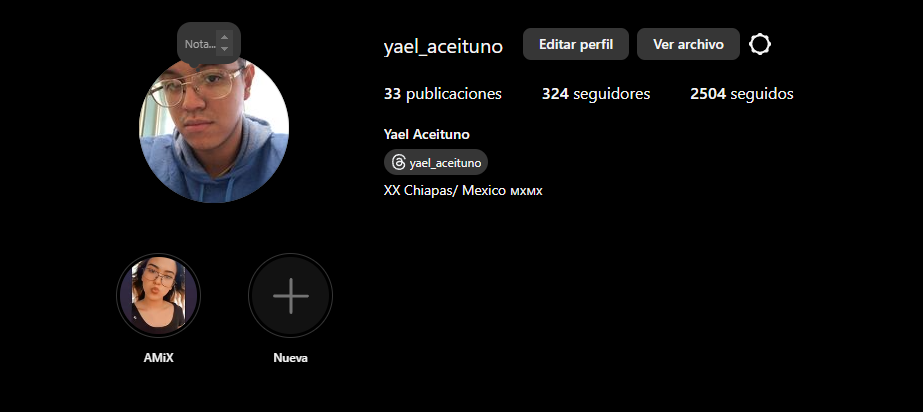 Nota...
yael_aceituno Editar perfil Ver archivo
33 publicaciones 324 seguidores 2504 seguidos
Yael Aceituno
yael_aceituno
XX Chiapas/ Mexico мxмx
AMiX Nueva